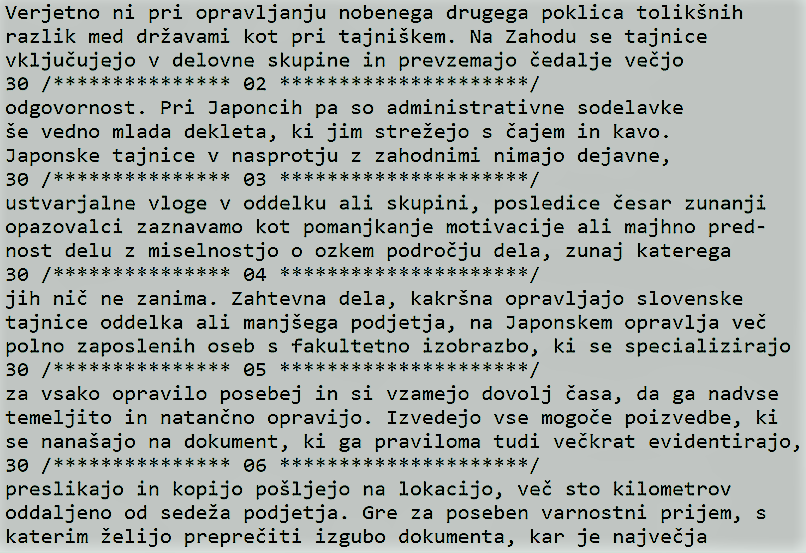 Verjetno ni pri opravljanju nobenega drugega poklica tolikšnih
razlik med državami kot pri tajniškem. Na Zahodu se tajnice
vključujejo v delovne skupine in prevzemajo čedalje večjo
30 /*************** 02 *********************/
odgovornost. Pri Japoncih pa so administrativne sodelavke
še vedno mlada dekleta, ki jim strežejo s čajem in kavo.
Japonske tajnice v nasprotju z zahodnimi nimajo dejavne,
30 /*************** 03 *********************/
ustvarjalne vloge v oddelku ali skupini, posledice česar zunanji
opazovalci zaznavamo kot pomanjkanje motivacije ali majhno pred-
nost delu z miselnostjo o ozkem področju dela, zunaj katerega
30 /*************** 04 *********************/
jih nič ne zanima. Zahtevna dela, kakršna opravljajo slovenske
tajnice oddelka ali manjšega podjetja, na Japonskem opravlja več
polno zaposlenih oseb s fakultetno izobrazbo, ki se specializirajo
30 /*************** 05 *********************/
za vsako opravilo posebej in si vzamejo dovolj časa, da ga nadvse
temeljito in natančno opravijo. Izvedejo vse mogoče poizvedbe, ki
se nanašajo na dokument, ki ga praviloma tudi večkrat evidentirajo,
30 /*************** 06 *********************/
preslikajo in kopijo pošljejo na lokacijo, več sto kilometrov
oddaljeno od sedeža podjetja. Gre za poseben varnostni prijem, s
katerim želijo preprečiti izgubo dokumenta, kar je največja